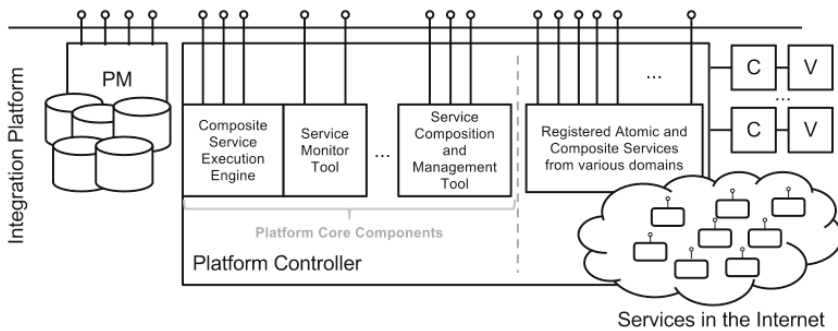 Integration Platform
PM
Composite
Service
Execution
Engine
Service
Monitor
Tool
...
Service
Composition
and
Management
Tool
...
Registered Atomic and
Composite Services
from various domains
C
V
...
C
V
Platform Core Components
Platform Controller
Services in the Internet